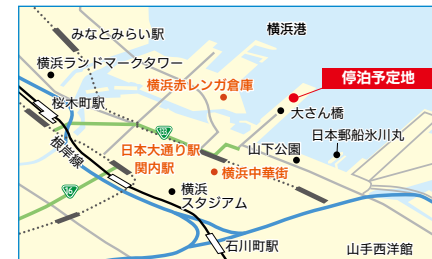 みなとみらい駅
横浜港
横浜ランドマークタワー
横浜赤レンガ倉庫
停泊予定地
桜木町駅
大さん橋
133
根岸線
日本大通り駅
関内駅
山下公園
日本郵船氷川丸
横浜中華街
16
横浜
スタジアム
石川町駅
山手西洋館